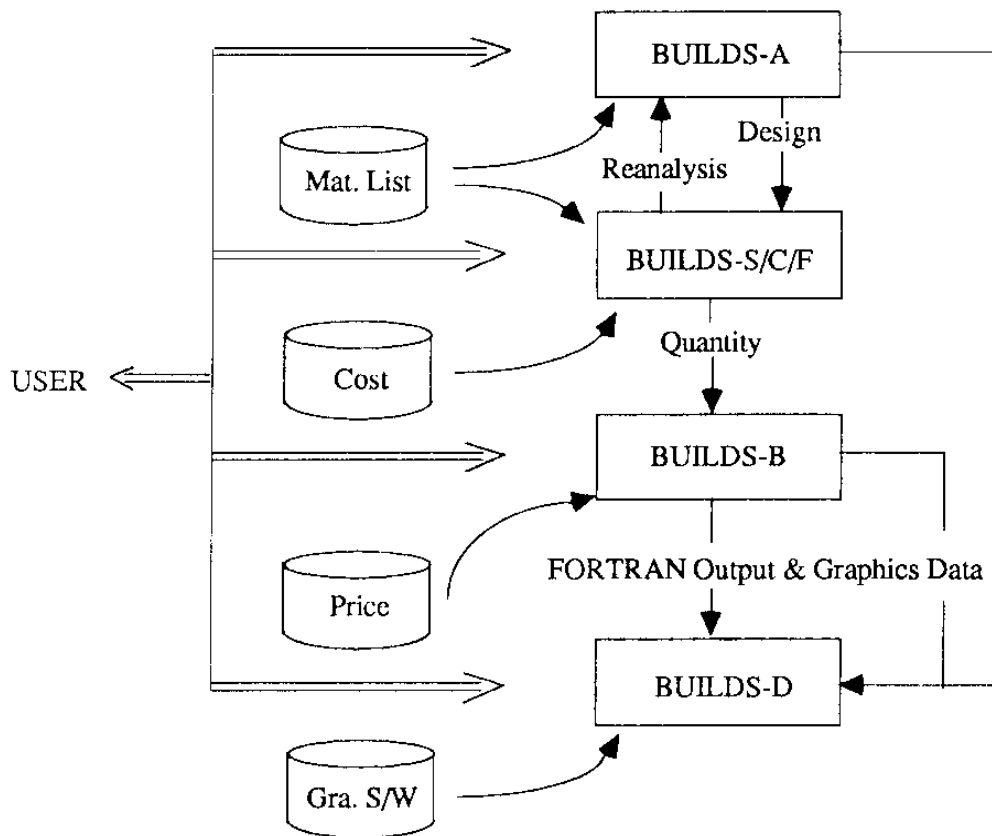 BUILDS-A
Design
Reanalysis
Mat. List
BUILDS-S/C/F
Quantity
Cost
USER
BUILDS-B
FORTRAN Output & Graphics Data
Price
BUILDS-D
Gra. S/W